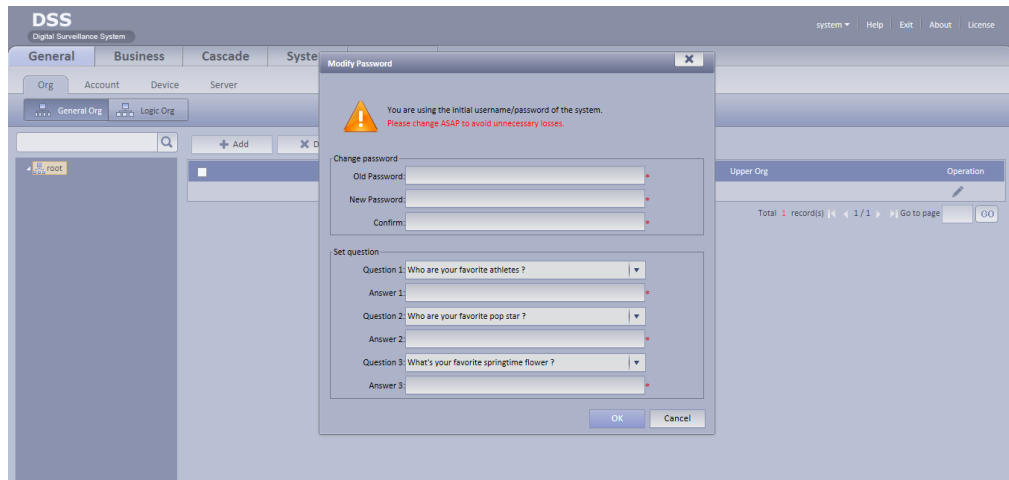 DSS
Digital Surveillance System
system Help Exit About License
General Business Cascade Syste
Org Account Device Server
General Org Logic Org
Add D
root
Upper Org Operation
Total 1 record(s) 1 / 1 Go to page GO
Modify Password
You are using the initial username/password of the system.
Please change ASAP to avoid unnecessary losses.
Change password
Old Password: *
New Password: *
Confirm: *
Set question
Question 1: Who are your favorite athletes ?
Answer 1: *
Question 2: Who are your favorite pop star ?
Answer 2: *
Question 3: What's your favorite springtime flower ?
Answer 3: *
OK Cancel